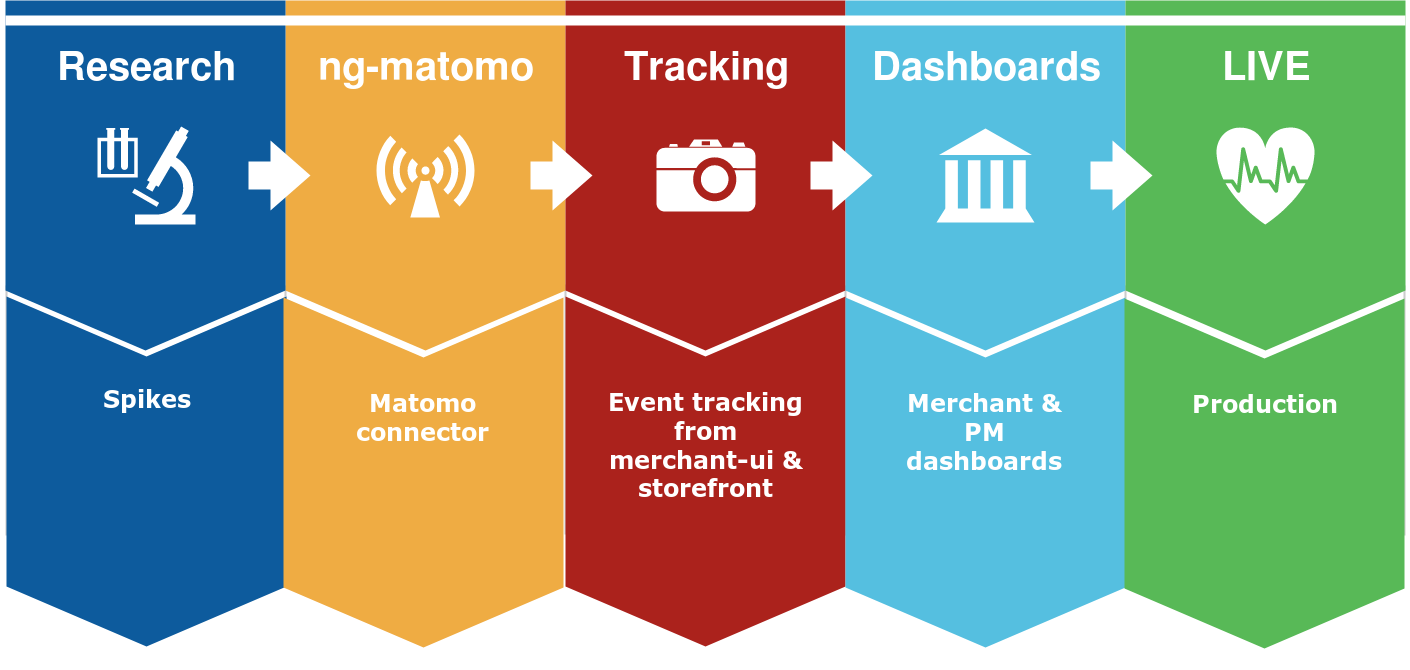 Research
ng-matomo
Tracking
Dashboards
LIVE
Spikes
Matomo
connector
Event tracking
from
merchant-ui &
storefront
Merchant &
PM
dashboards
Production